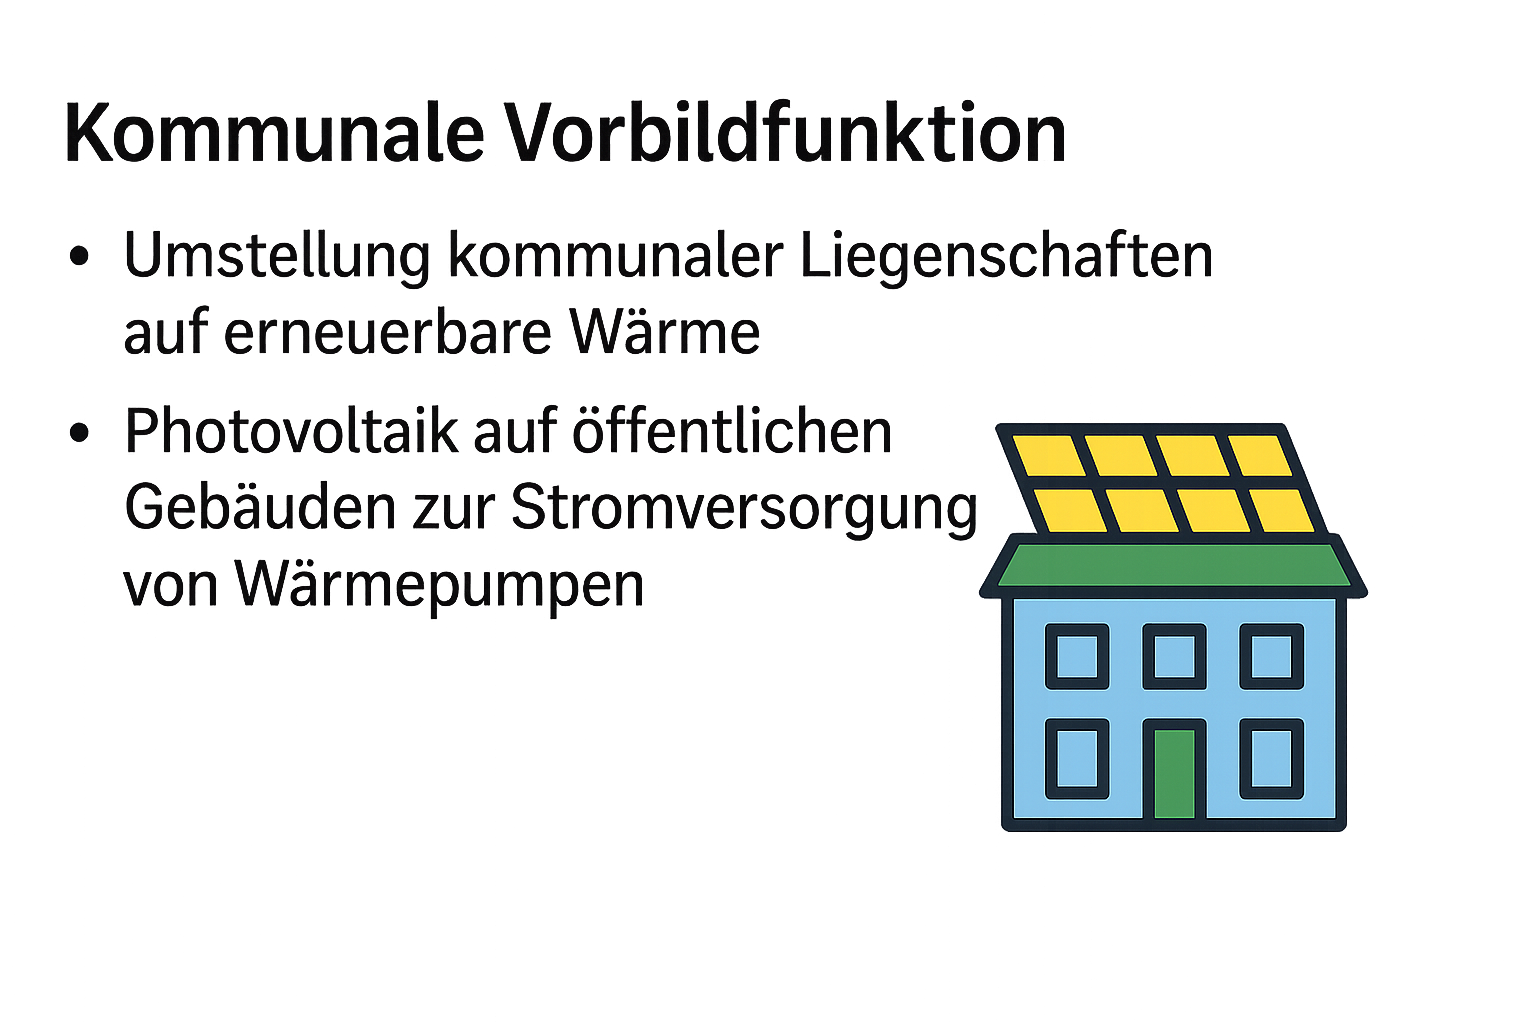 Kommunale Vorbildfunktion
• Umstellung kommunaler Liegenschaften
auf erneuerbare Wärme
• Photovoltaik auf öffentlichen
Gebäuden zur Stromversorgung
von Wärmepumpen